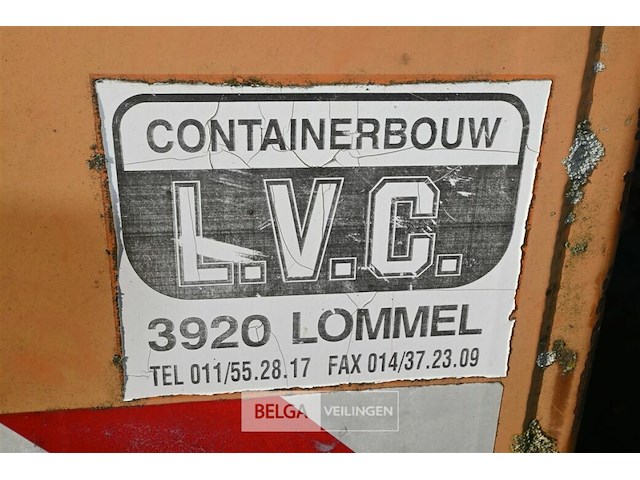 CONTAINERBOUW
L.V.C.
3920 LOMMEL
TEL 011/55.28.17 FAX 014/37.23.09
BELGA VEILINGEN